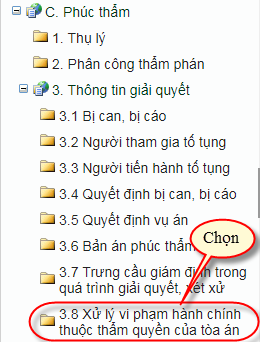 C. Phúc thẩm
1. Thụ lý
2. Phân công thẩm phán
3. Thông tin giải quyết
3.1 Bị can, bị cáo
3.2 Người tham gia tố tụng
3.3 Người tiến hành tố tụng
3.4 Quyết định bị can, bị cáo
3.5 Quyết định vụ án
3.6 Bản án phúc thẩm
Chọn
3.7 Trưng cầu giám định trong
quá trình giải quyết, xét xử
3.8 Xử lý vi phạm hành chính
thuộc thẩm quyền của tòa án